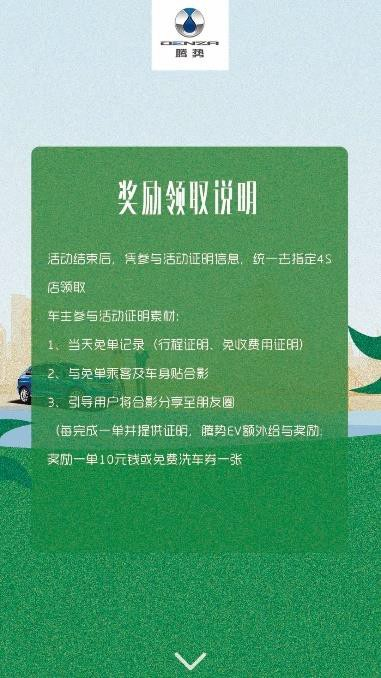 DENZA
腾势
奖励领取说明
活动结束后，凭参与活动证明信息，统一去指定4S
店领取
车主参与活动证明素材：
1、当天免单记录（行程证明、免收费用证明）
2、与免单乘客及车身贴合影
3、引导用户将合影分享至朋友圈
（每完成一单并提供证明，腾势EV额外给与奖励：
奖励一单10元钱或免费洗车券一张